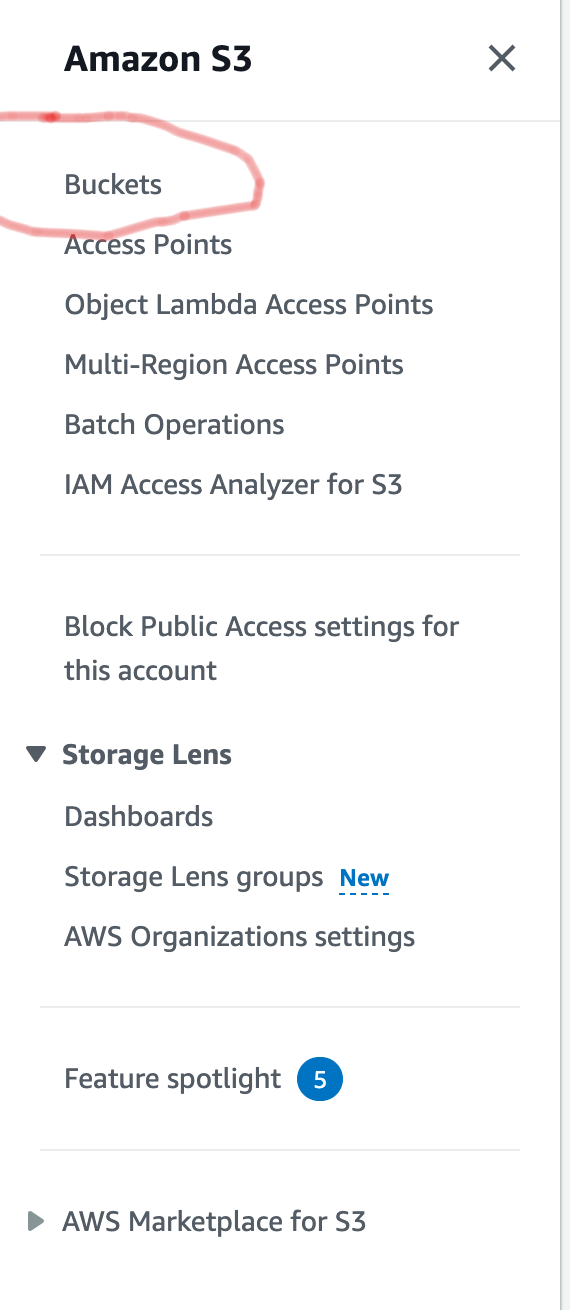 Amazon S3
Buckets
Access Points
Object Lambda Access Points
Multi-Region Access Points
Batch Operations
IAM Access Analyzer for S3
Block Public Access settings for
this account
Storage Lens
Dashboards
Storage Lens groups New
AWS Organizations settings
Feature spotlight 5
AWS Marketplace for S3